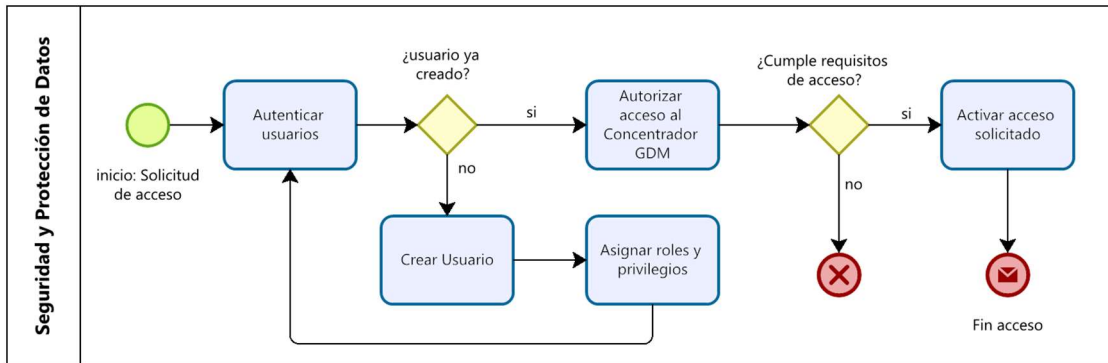 Seguridad y Protección de Datos
inicio: Solicitud
de acceso
Autenticar
usuarios
¿usuario ya
creado?
si
no
Crear Usuario
Asignar roles y
privilegios
Autorizar
acceso al
Concentrador
GDM
¿Cumple requisitos
de acceso?
si
no
Activar acceso
solicitado
Fin acceso